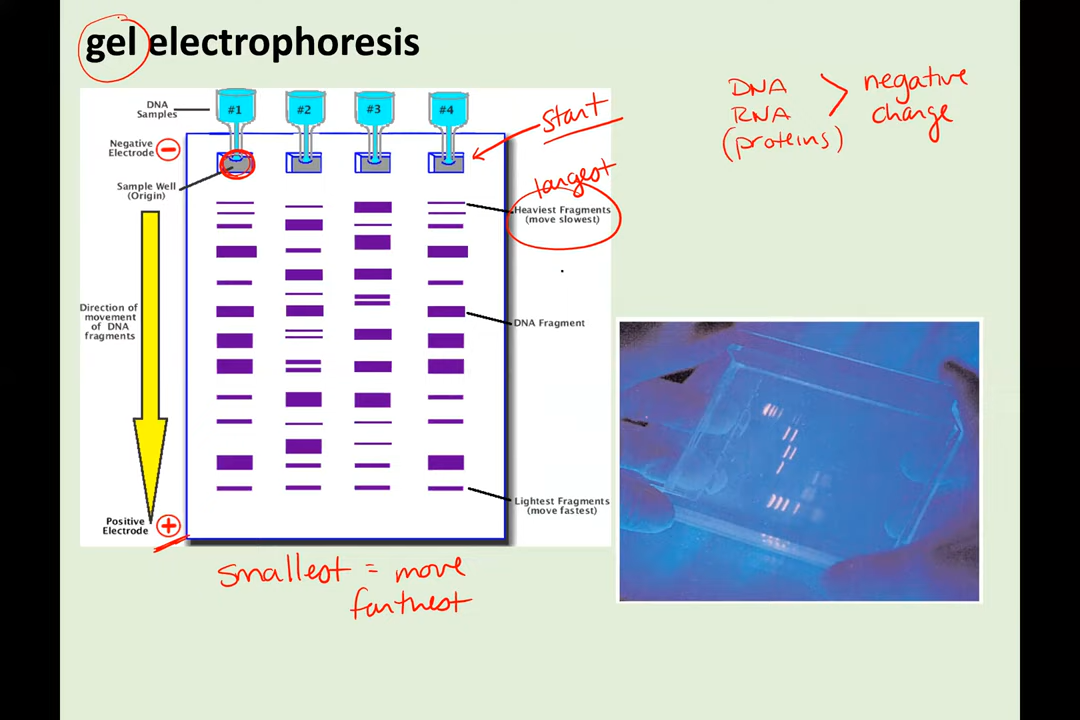 gel electrophoresis
DNA
RNA
(proteins)
negative
charge
DNA
Samples
#1
#2
#3
#4
start
Negative
Electrode
−
Sample Well
(Origin)
largest
Heaviest Fragments
(move slowest)
Direction of
movement
of DNA
fragments
DNA Fragment
Lightest Fragments
(move fastest)
Positive
Electrode
+
smallest = move
farthest